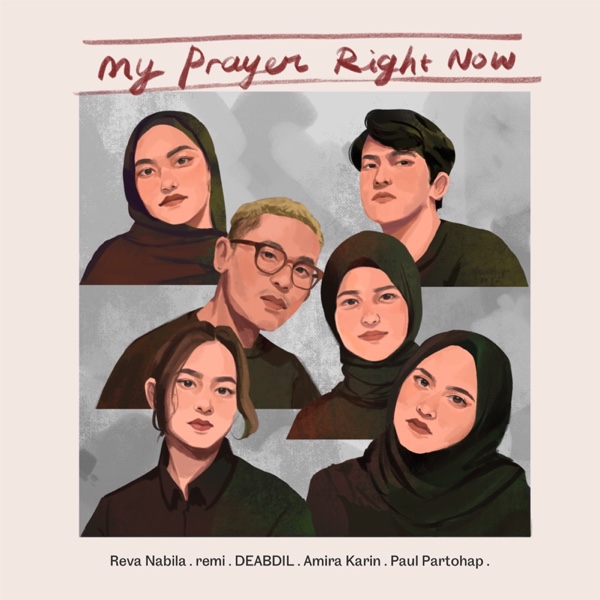 My Prayer Right Now
Reva Nabila . remi . DEABDIL . Amira Karin . Paul Partohap .